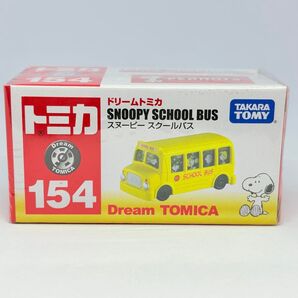 トミカ
Dream
TOMICA
154
ドリームトミカ
SNOOPY SCHOOL BUS
スヌーピー スクールバス
TAKARA
TOMY
SCHOOL BUS
Dream TOMICA